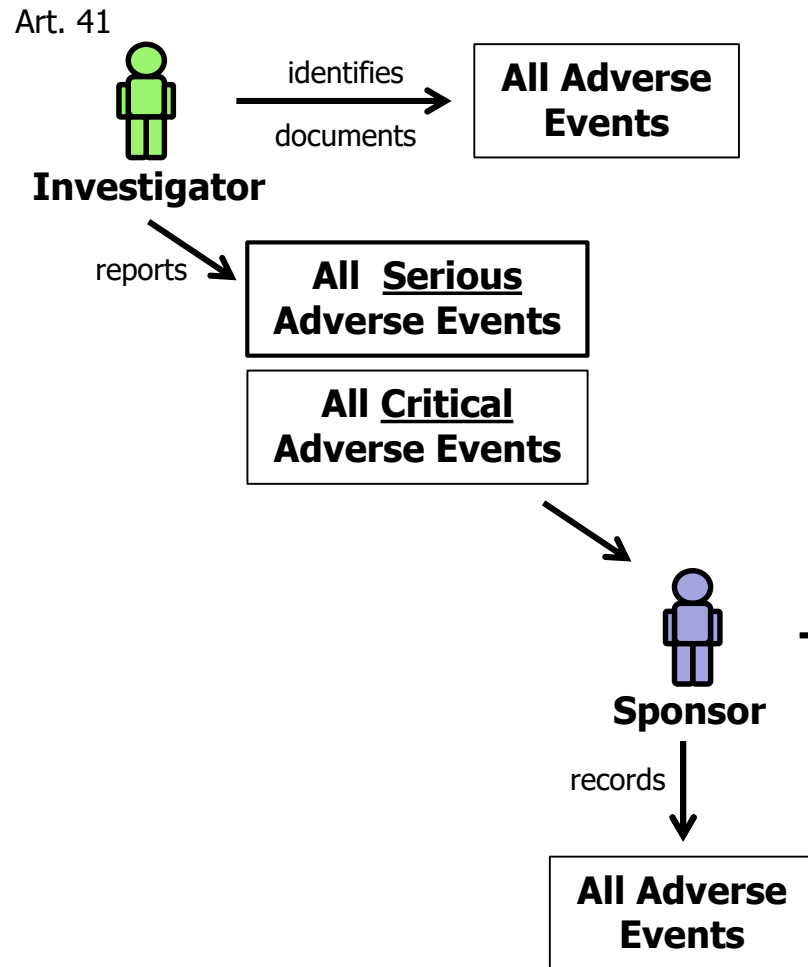 Art. 41
identifies
documents
All Adverse
Events
Investigator
reports
All Serious
Adverse Events
All Critical
Adverse Events
Sponsor
records
All Adverse
Events